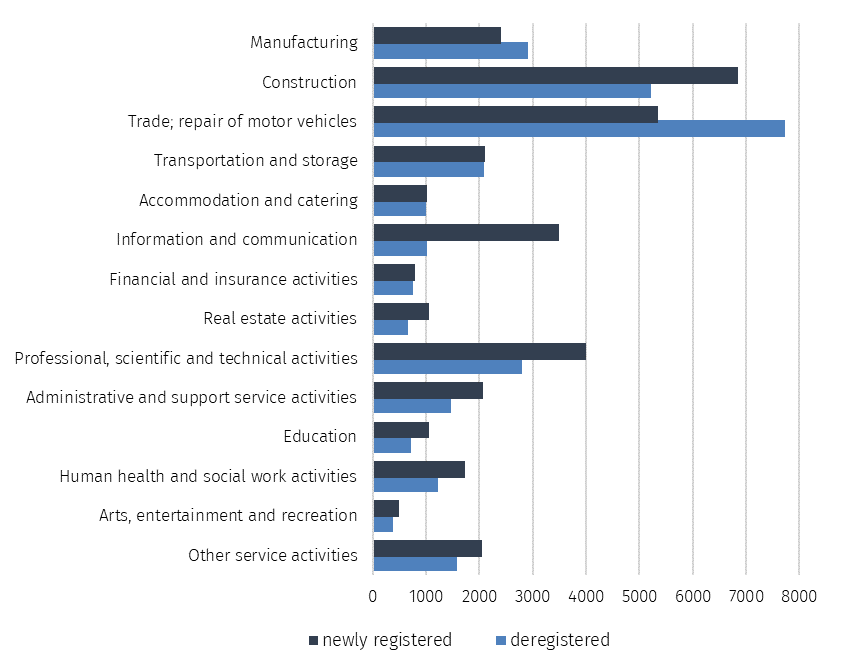 Manufacturing
Construction
Trade; repair of motor vehicles
Transportation and storage
Accommodation and catering
Information and communication
Financial and insurance activities
Real estate activities
Professional, scientific and technical activities
Administrative and support service activities
Education
Human health and social work activities
Arts, entertainment and recreation
Other service activities
0 1000 2000 3000 4000 5000 6000 7000 8000
newly registered deregistered